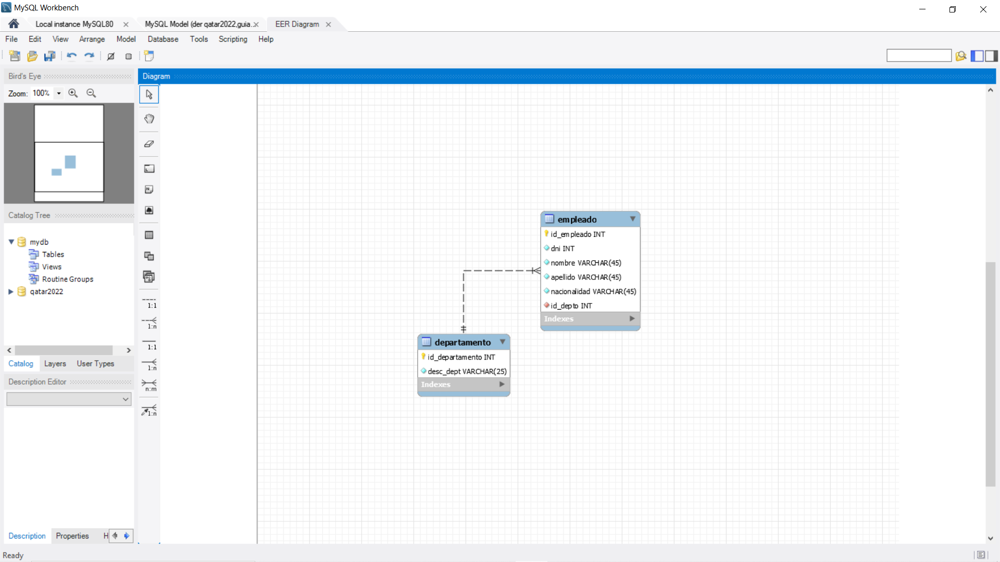 MySQL Workbench
Local instance MySQL80
MySQL Model (der qatar2022,guia.
EER Diagram
File Edit View Arrange Model Database Tools Scripting Help
Bird's Eye
Diagram
Zoom: 100%
Catalog Tree
mydb
Tables
Views
Routine Groups
qatar2022
Catalog Layers User Types
Description Editor
Description Properties H
1:1
1:n
1:1
1:n
n:m
1:n
empleado
id_empleado INT
dni INT
nombre VARCHAR(45)
apellido VARCHAR(45)
nacionalidad VARCHAR(45)
id_depto INT
Indexes
departamento
id_departamento INT
desc_dept VARCHAR(25)
Indexes
Ready